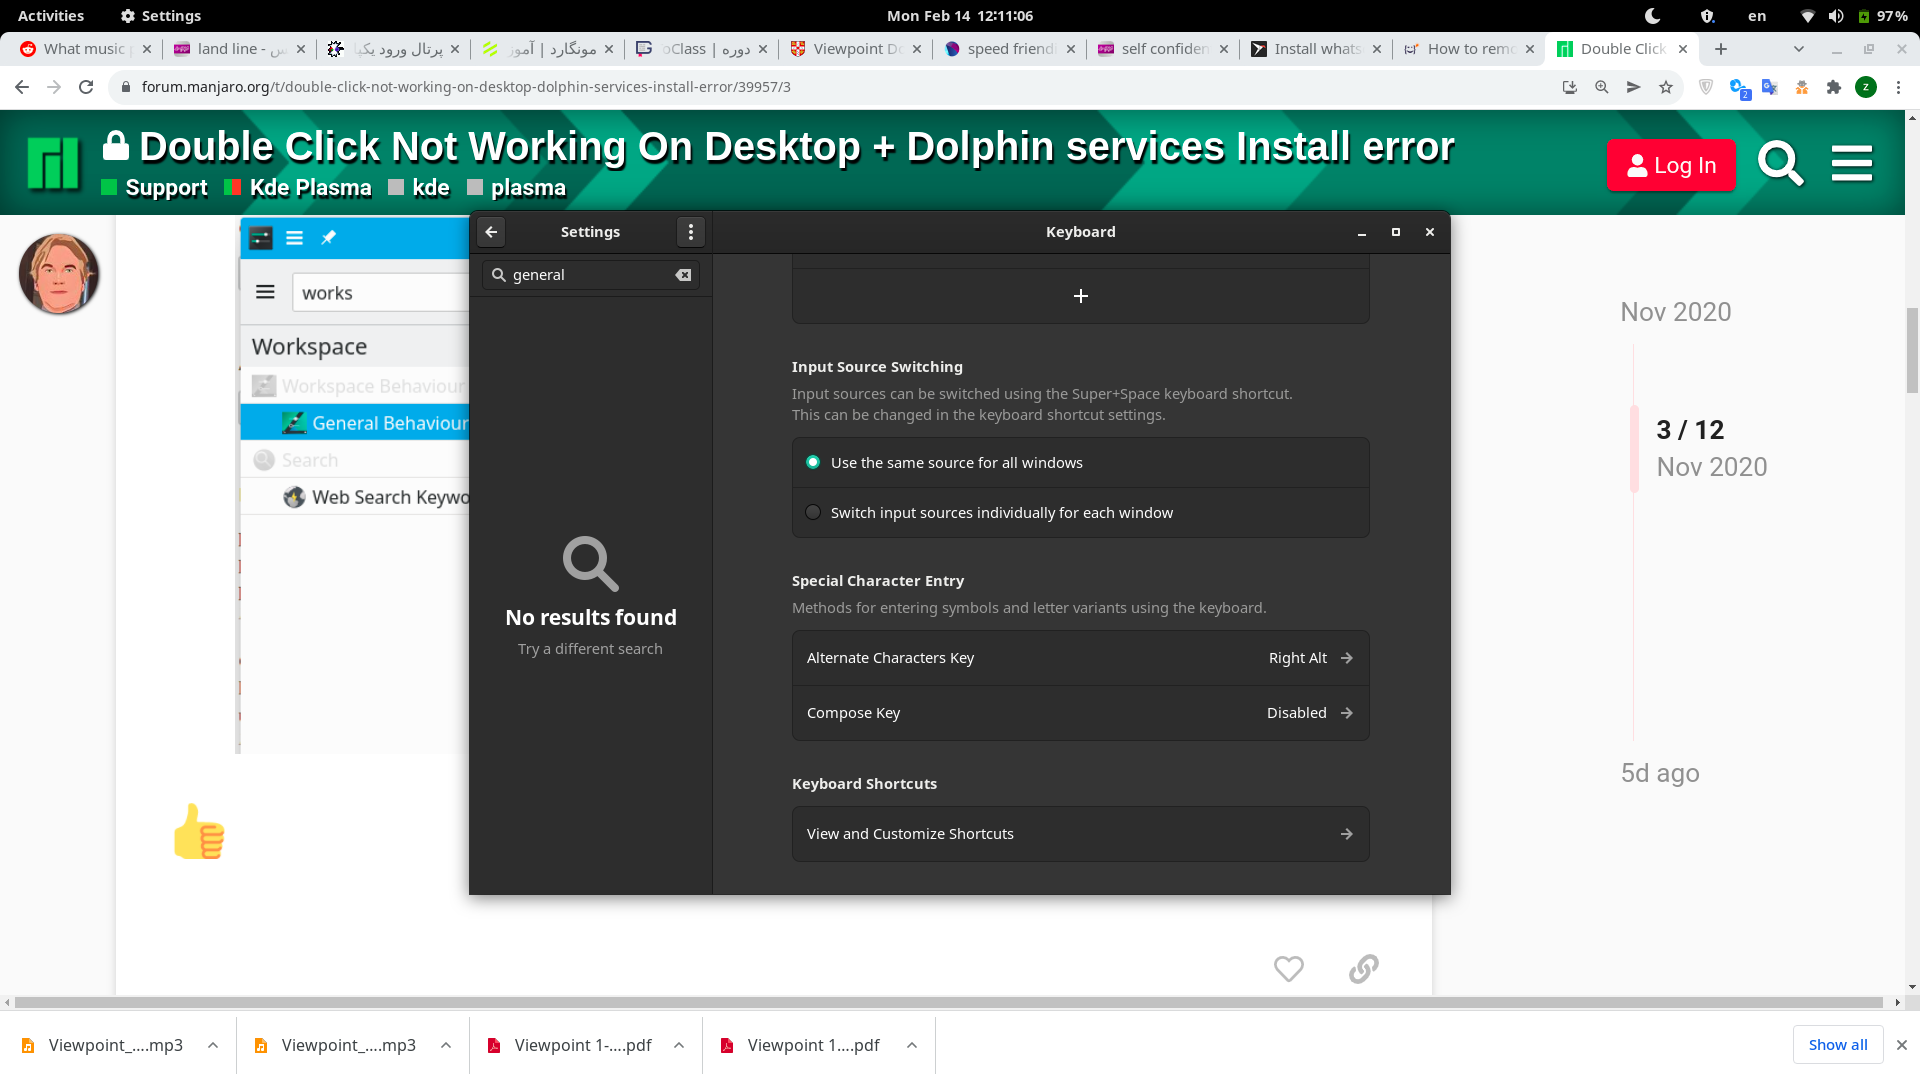 Activities Settings Mon Feb 14 12:11:06 en 97%
What music land line - speed friend self confiden Install whats How to remo Double Click
پرتال ورود یکپا
مونگارد | آموز
oClass | دوره
Viewpoint Do
forum.manjaro.org/t/double-click-not-working-on-desktop-dolphin-services-install-error/39957/3
2
z
Double Click Not Working On Desktop + Dolphin services Install error
Support Kde Plasma kde plasma
Log In
works
Workspace
Workspace Behaviour
General Behaviour
Search
Web Search Keywo
Settings
general
No results found
Try a different search
Keyboard
Input Source Switching
Input sources can be switched using the Super+Space keyboard shortcut.
This can be changed in the keyboard shortcut settings.
Use the same source for all windows
Switch input sources individually for each window
Special Character Entry
Methods for entering symbols and letter variants using the keyboard.
Alternate Characters Key Right Alt
Compose Key Disabled
Keyboard Shortcuts
View and Customize Shortcuts
Nov 2020
3 / 12
Nov 2020
5d ago
Viewpoint_....mp3 Viewpoint_....mp3 Viewpoint 1-....pdf Viewpoint 1....pdf Show all